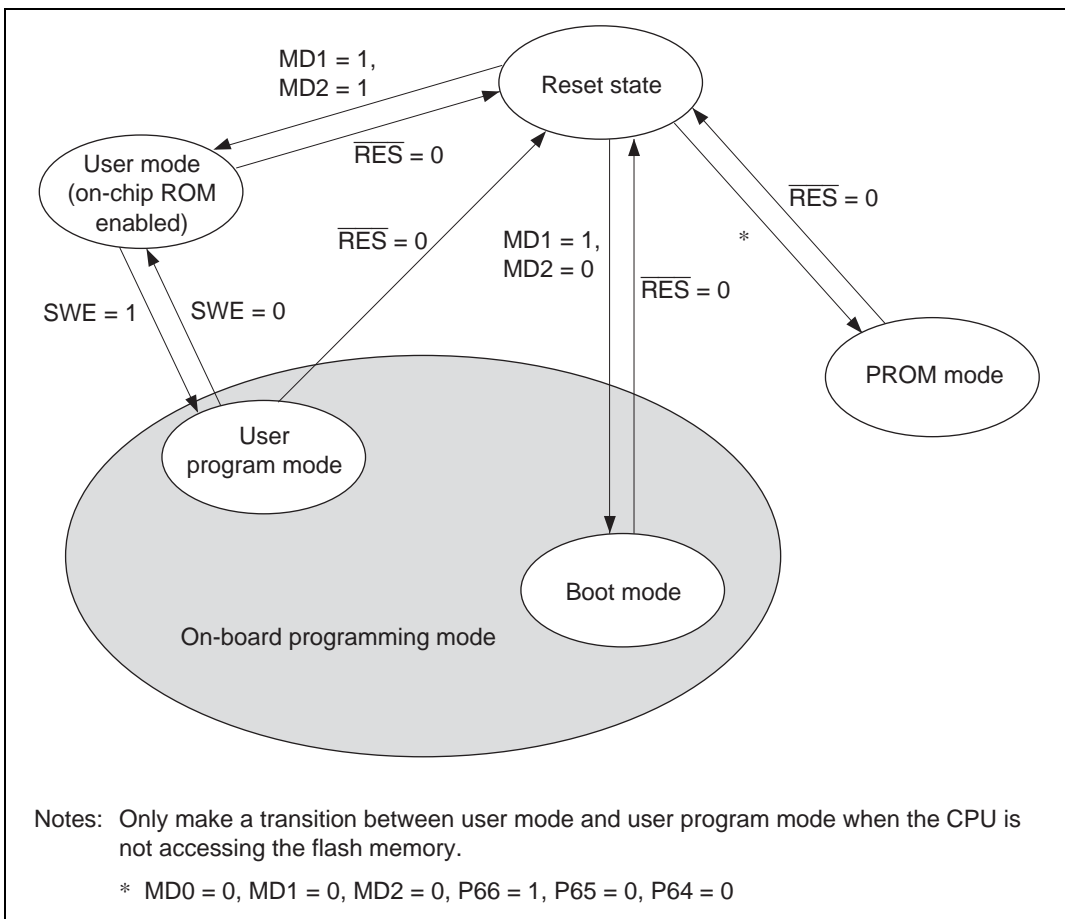 MD1 = 1,
MD2 = 1
Reset state
User mode
(on-chip ROM
enabled)
RES = 0
RES = 0
MD1 = 1,
MD2 = 0
RES = 0
*
RES = 0
SWE = 1
SWE = 0
PROM mode
User
program mode
Boot mode
On-board programming mode
Notes: Only make a transition between user mode and user program mode when the CPU is
not accessing the flash memory.
* MD0 = 0, MD1 = 0, MD2 = 0, P66 = 1, P65 = 0, P64 = 0